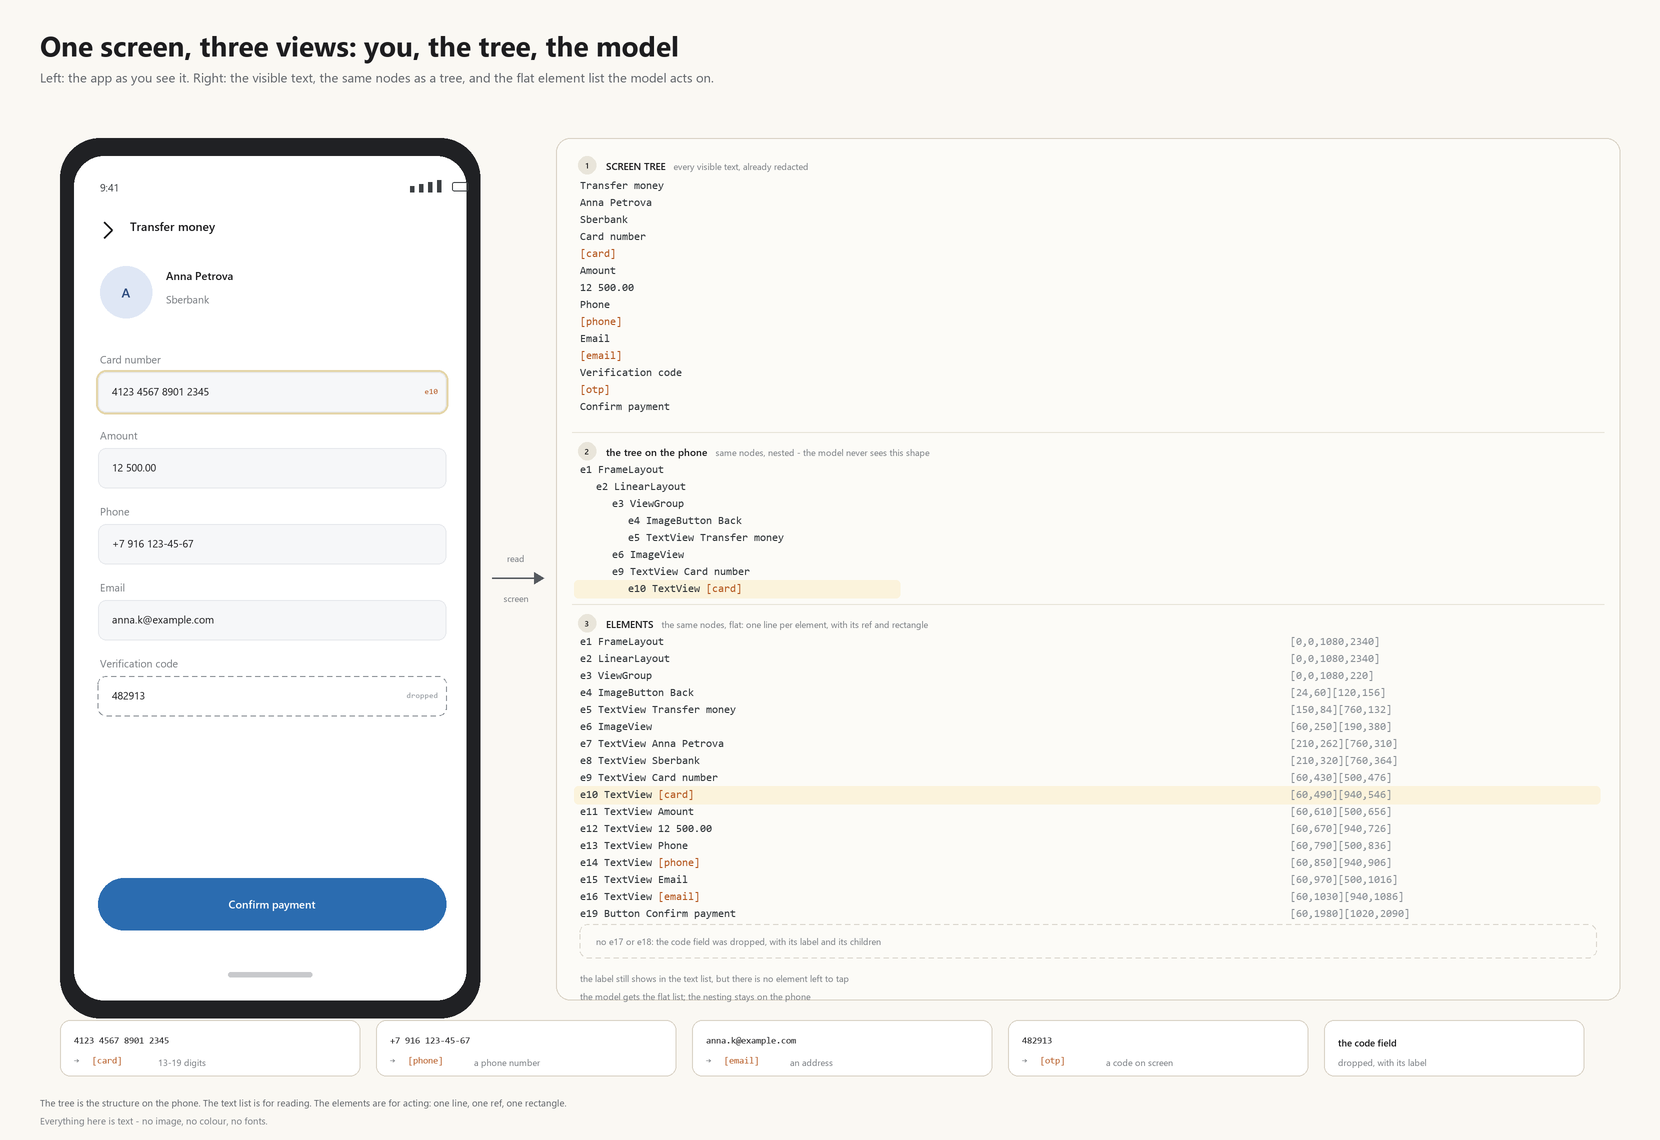 One screen, three views: you, the tree, the model
Left: the app as you see it. Right: the visible text, the same nodes as a tree, and the flat element list the model acts on.
9:41
Transfer money
A
Anna Petrova
Sberbank
Card number
4123 4567 8901 2345 e10
Amount
12 500.00
Phone
+7 916 123-45-67
Email
anna.k@example.com
Verification code
482913 dropped
Confirm payment
read
screen
1 SCREEN TREE every visible text, already redacted
Transfer money
Anna Petrova
Sberbank
Card number
[card]
Amount
12 500.00
Phone
[phone]
Email
[email]
Verification code
[otp]
Confirm payment
2 the tree on the phone same nodes, nested - the model never sees this shape
e1 FrameLayout
e2 LinearLayout
e3 ViewGroup
e4 ImageButton Back
e5 TextView Transfer money
e6 ImageView
e9 TextView Card number
e10 TextView [card]
3 ELEMENTS the same nodes, flat: one line per element, with its ref and rectangle
e1 FrameLayout [0,0,1080,2340]
e2 LinearLayout [0,0,1080,2340]
e3 ViewGroup [0,0,1080,220]
e4 ImageButton Back [24,60][120,156]
e5 TextView Transfer money [150,84][760,132]
e6 ImageView [60,250][190,380]
e7 TextView Anna Petrova [210,262][760,310]
e8 TextView Sberbank [210,320][760,364]
e9 TextView Card number [60,430][500,476]
e10 TextView [card] [60,490][940,546]
e11 TextView Amount [60,610][500,656]
e12 TextView 12 500.00 [60,670][940,726]
e13 TextView Phone [60,790][500,836]
e14 TextView [phone] [60,850][940,906]
e15 TextView Email [60,970][500,1016]
e16 TextView [email] [60,1030][940,1086]
e19 Button Confirm payment [60,1980][1020,2090]
no e17 or e18: the code field was dropped, with its label and its children
the label still shows in the text list, but there is no element left to tap
the model gets the flat list; the nesting stays on the phone
4123 4567 8901 2345
→ [card] 13-19 digits
+7 916 123-45-67
→ [phone] a phone number
anna.k@example.com
→ [email] an address
482913
→ [otp] a code on screen
the code field
dropped, with its label
The tree is the structure on the phone. The text list is for reading. The elements are for acting: one line, one ref, one rectangle.
Everything here is text - no image, no colour, no fonts.